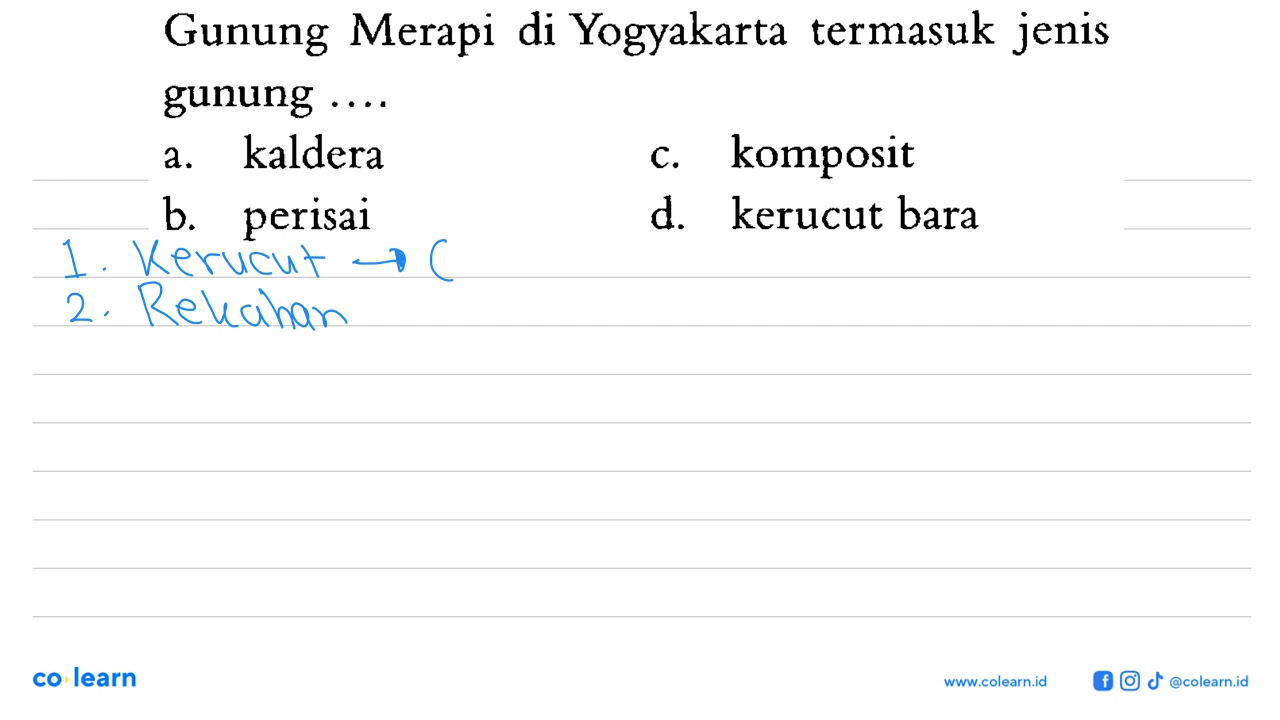 Gunung Merapi di Yogyakarta termasuk jenis
gunung ....
a. kaldera c. komposit
b. perisai d. kerucut bara
1. Kerucut → (
2. Rekahan
co learn www.colearn.id @colearn.id